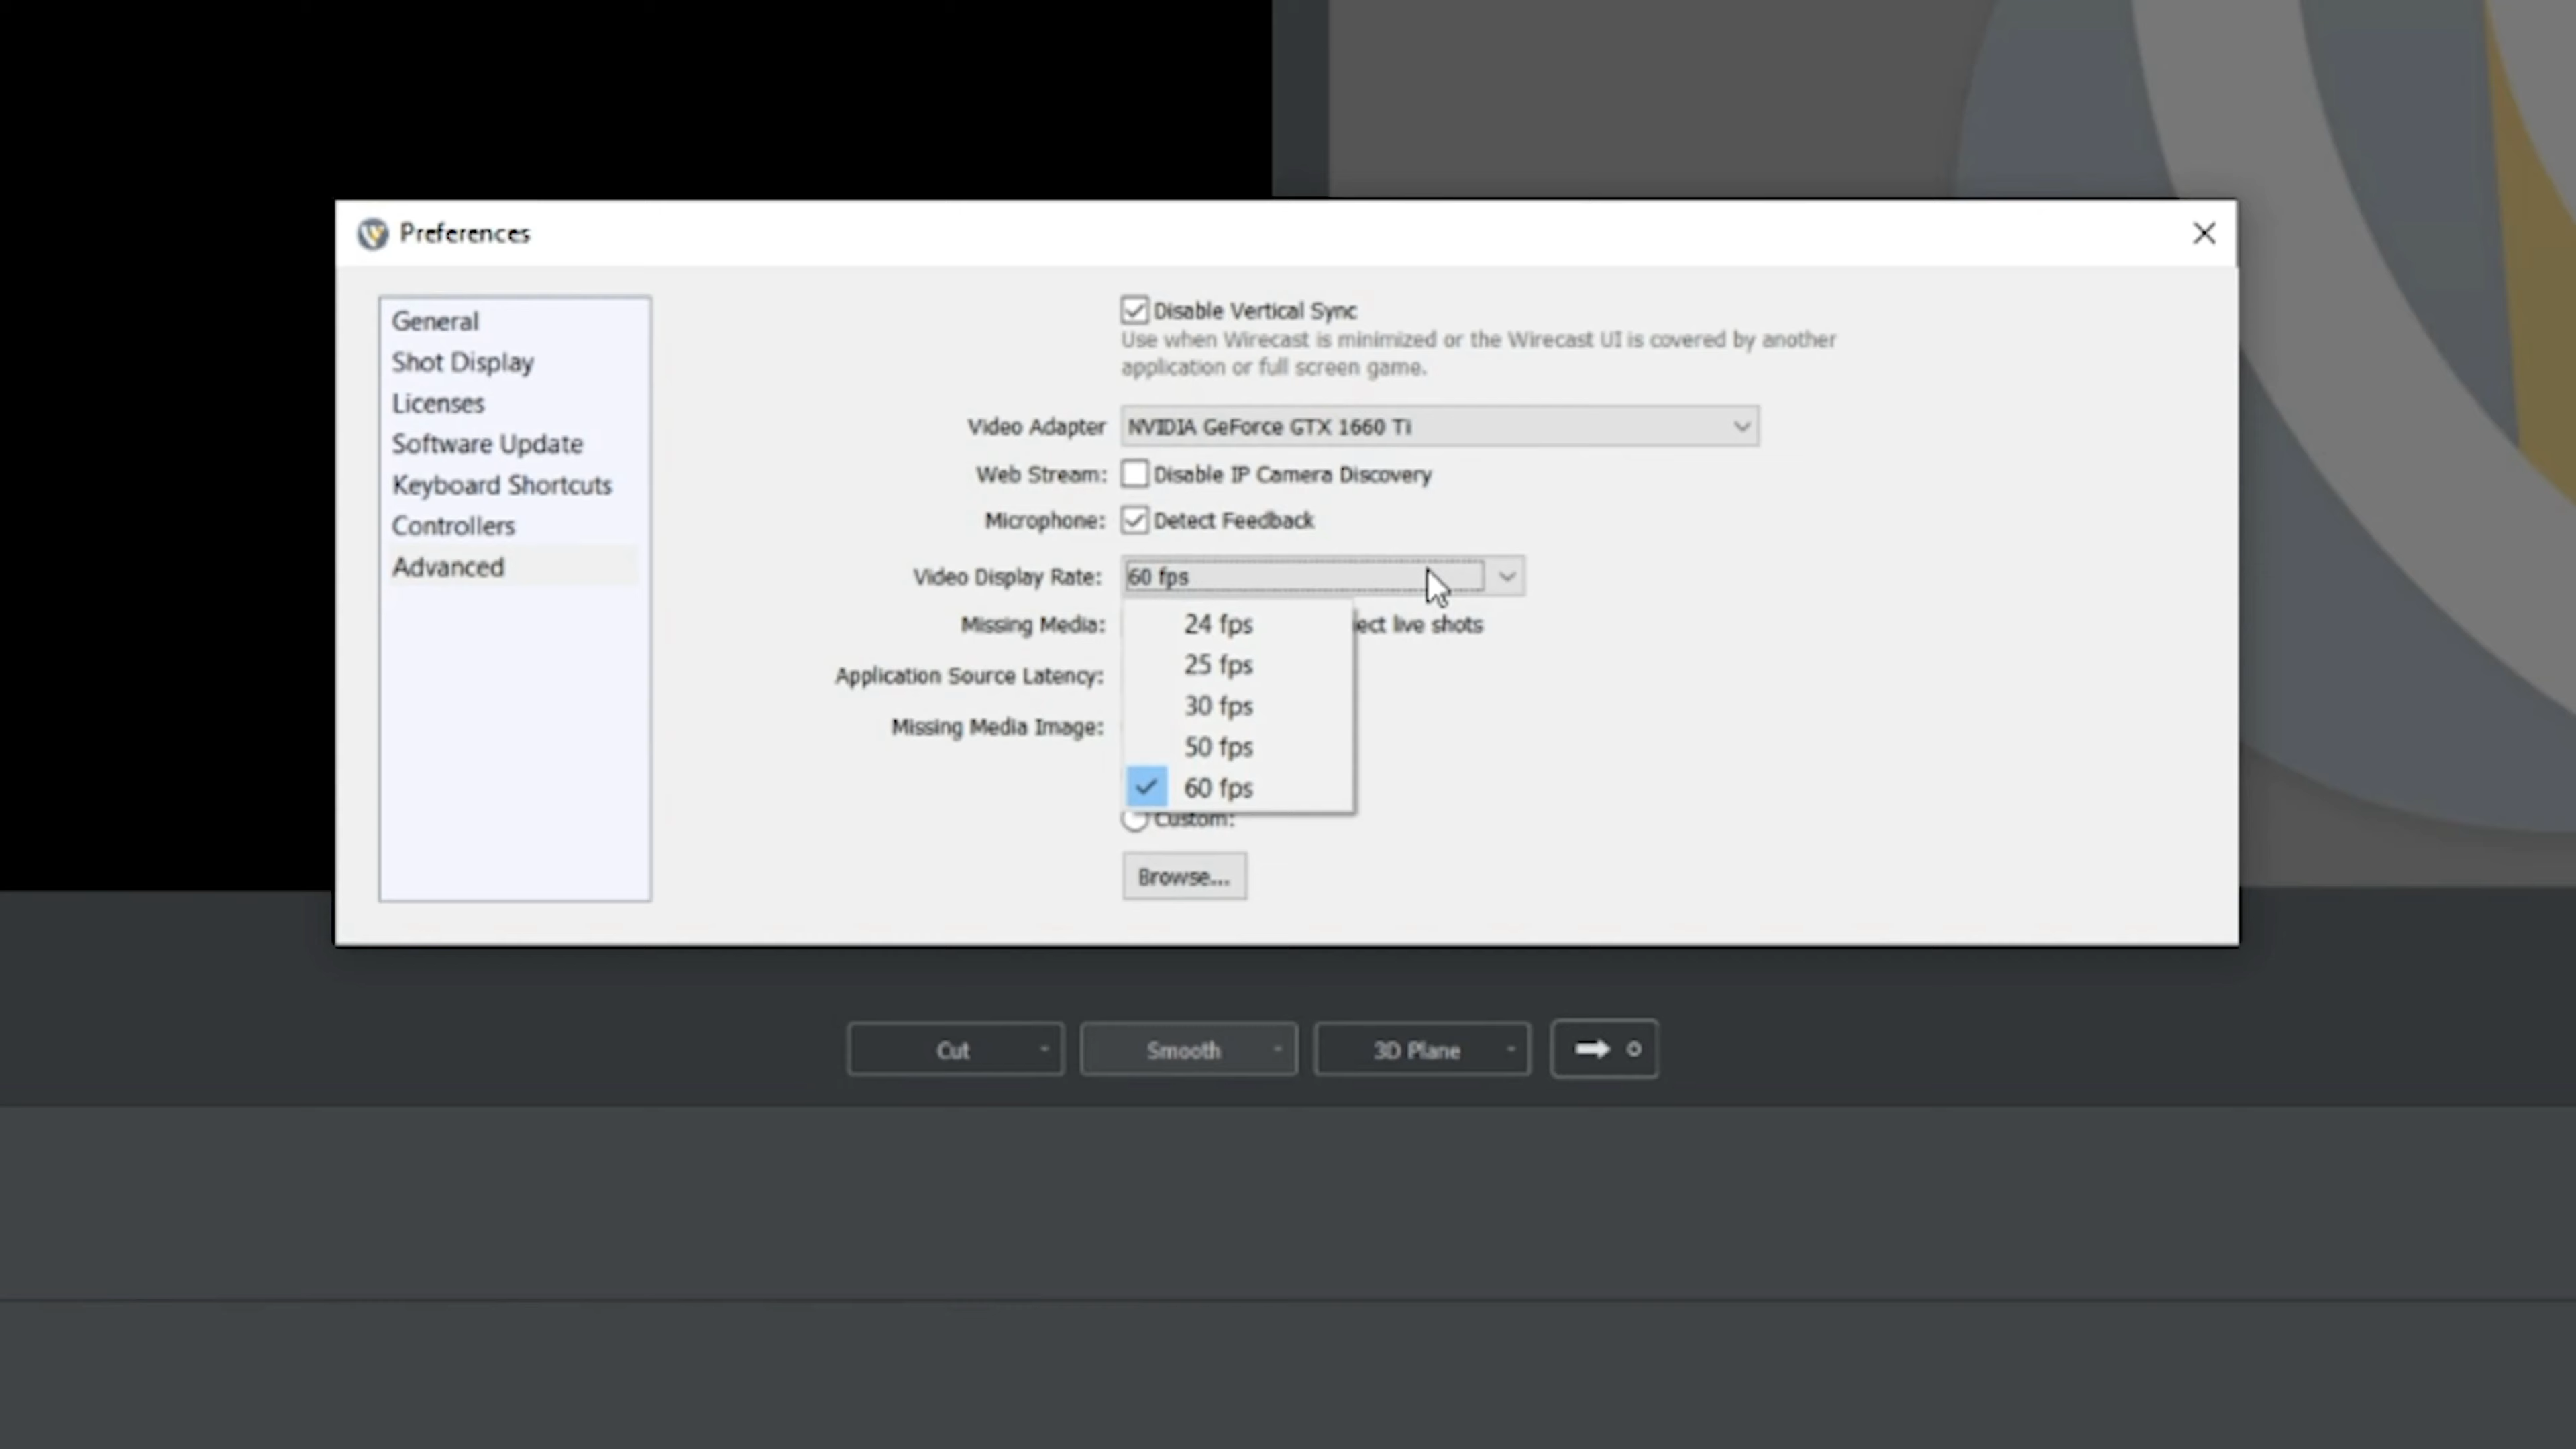 Preferences
General
Shot Display
Licenses
Software Update
Keyboard Shortcuts
Controllers
Advanced
Disable Vertical Sync
Use when Wirecast is minimized or the Wirecast UI is covered by another
application or full screen game.
Video Adapter NVIDIA GeForce GTX 1660 Ti
Web Stream: Disable IP Camera Discovery
Microphone: Detect Feedback
Video Display Rate: 60 fps
Missing Media: live shots
24 fps
25 fps
30 fps
50 fps
60 fps
Application Source Latency:
Missing Media Image:
Custom:
Browse...
Cut
Smooth
3D Plane